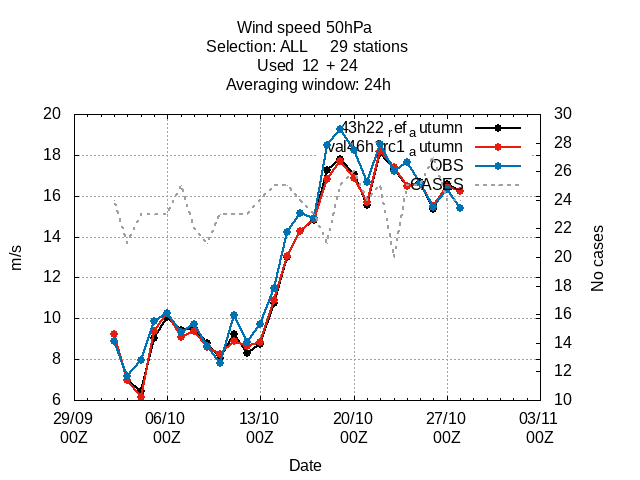 Wind speed 50hPa
Selection: ALL 29 stations
Used 12 + 24
Averaging window: 24h
20 30
43h22_ref_autumn
28
18 val46h1rc1_autumn
OBS 26
CASES
16 24
22
14
m/s No cases
20
12
18
10 16
14
8
12
6 10
29/09 06/10 13/10 20/10 27/10 03/11
00Z 00Z 00Z 00Z 00Z 00Z
Date